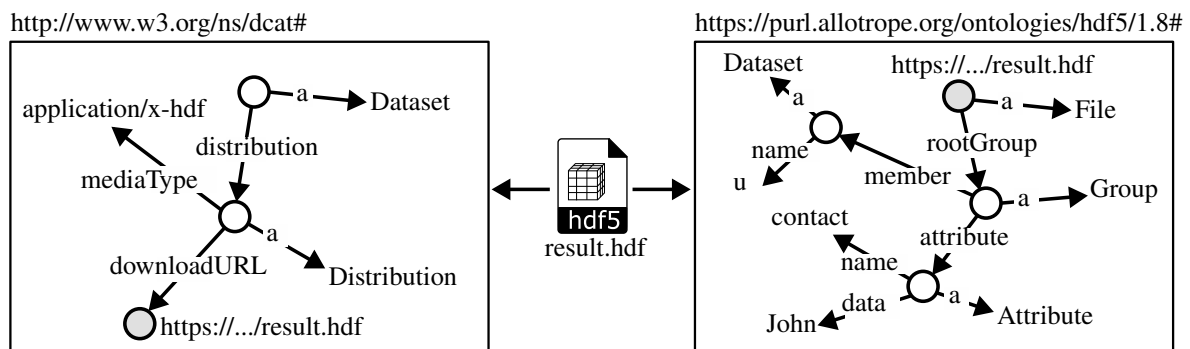 http://www.w3.org/ns/dcat#
a
Dataset
application/x-hdf
distribution
mediaType
a
downloadURL
Distribution
https://.../result.hdf
hdf5
result.hdf
https://purl.allotrope.org/ontologies/hdf5/1.8#
Dataset
https://.../result.hdf
a
a
File
name
rootGroup
u
member
a
Group
contact
attribute
name
data
a
John
Attribute